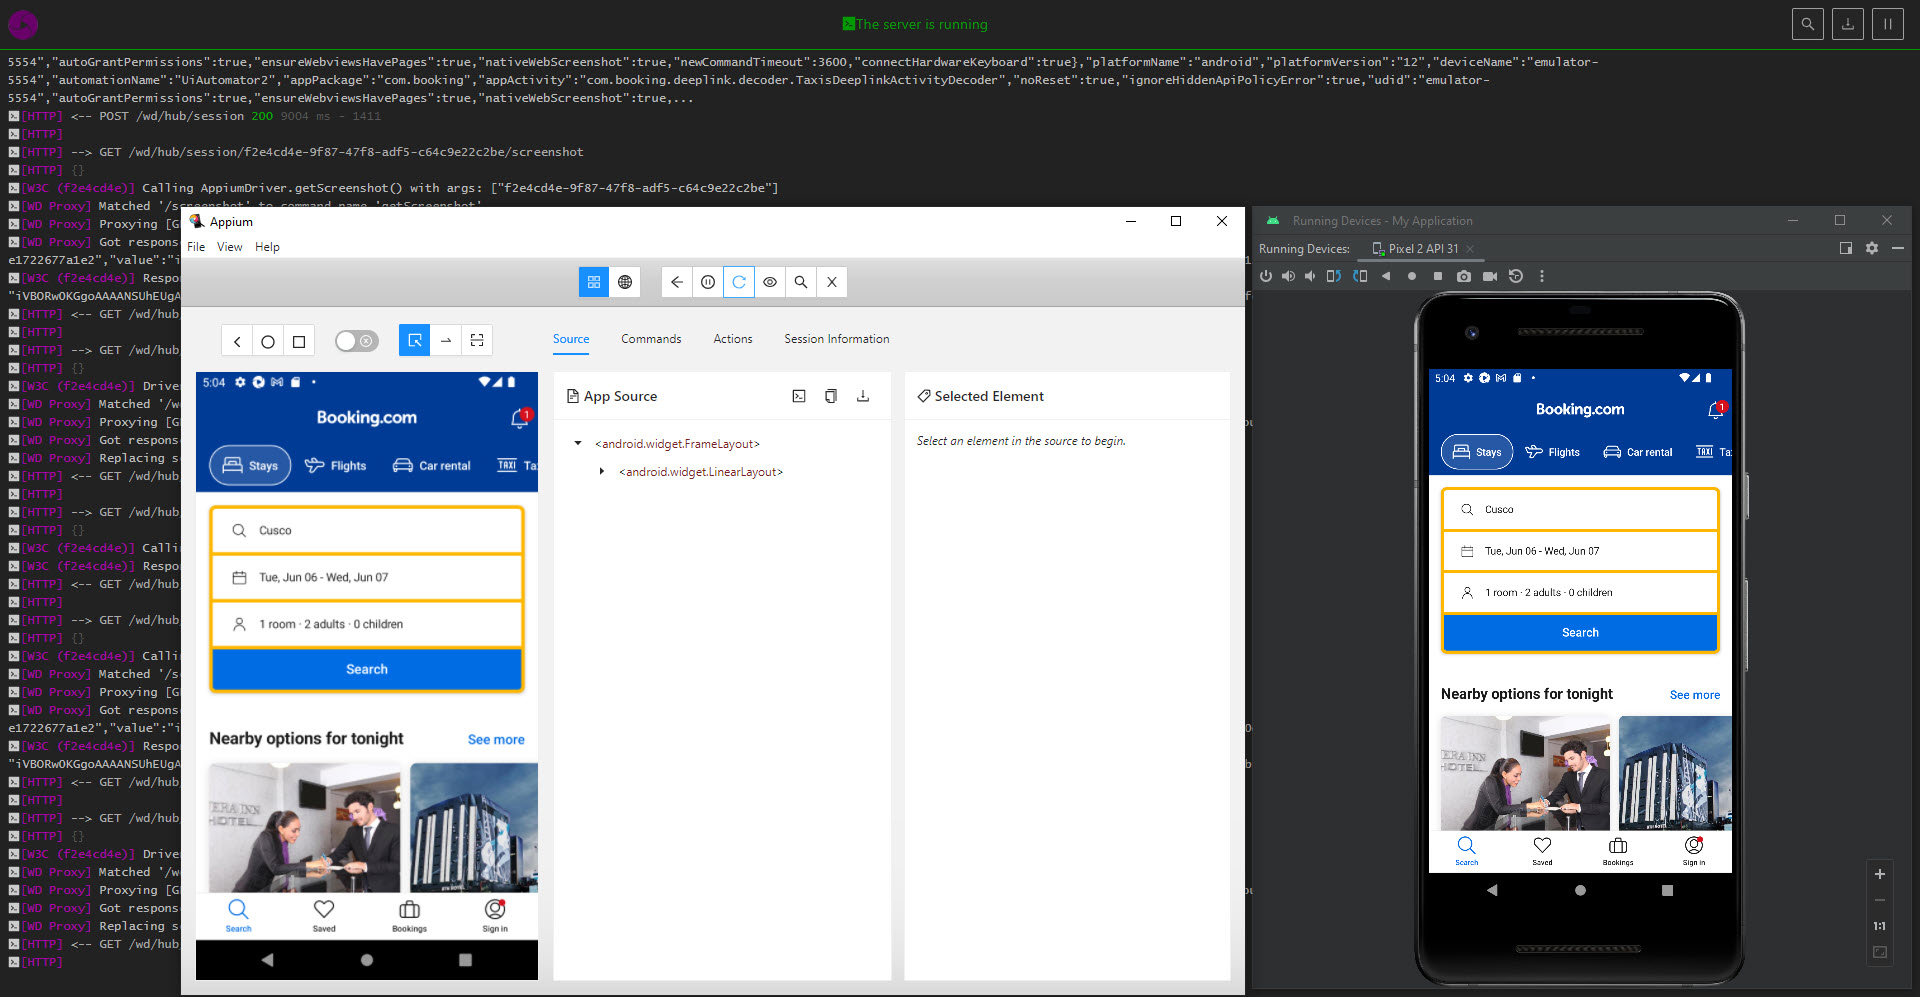 The server is running
5554","autoGrantPermissions":true,"ensureWebviewsHavePages":true,"nativeWebScreenshot":true,"newCommandTimeout":3600,"connectHardwareKeyboard":true},"platformName":"android","platformVersion":"12","deviceName":"emulator-
5554","automationName":"UiAutomator2","appPackage":"com.booking","appActivity":"com.booking.deeplink.decoder.TaxisDeeplinkActivityDecoder","noReset":true,"ignoreHiddenApiPolicyError":true,"udid":"emulator-
5554","autoGrantPermissions":true,"ensureWebviewsHavePages":true,"nativeWebScreenshot":true,...
[HTTP] <-- POST /wd/hub/session 200 9004 ms - 1411
[HTTP]
[HTTP] --> GET /wd/hub/session/f2e4cd4e-9f87-47f8-adf5-c64c9e22c2be/screenshot
[HTTP] {}
[W3C (f2e4cd4e)] Calling AppiumDriver.getScreenshot() with args: ["f2e4cd4e-9f87-47f8-adf5-c64c9e22c2be"]
[WD Proxy] Matched '/screenshot' to command name 'getScreenshot'
[WD Proxy] Proxying [G
[WD Proxy] Got respons
e1722677a1e2","value":"i
[W3C (f2e4cd4e)] Respo
"iVBORwOKGgoAAAANSUhEUgA
[HTTP] <-- GET /wd/hub
[HTTP]
[HTTP] --> GET /wd/hub
[HTTP] {}
[W3C (f2e4cd4e)] Driver
[WD Proxy] Matched '/w
[WD Proxy] Proxying [G
[WD Proxy] Got respons
[WD Proxy] Replacing s
[HTTP] <-- GET /wd/hub
[HTTP]
[HTTP] --> GET /wd/hub
[HTTP] {}
[W3C (f2e4cd4e)] Calli
[W3C (f2e4cd4e)] Respo
[HTTP] <-- GET /wd/hub
[HTTP]
[HTTP] --> GET /wd/hub
[HTTP] {}
[W3C (f2e4cd4e)] Calli
[WD Proxy] Matched '/s
[WD Proxy] Proxying [G
[WD Proxy] Got respons
e1722677a1e2","value":"i
[W3C (f2e4cd4e)] Respo
"iVBORwOKGgoAAAANSUhEUgA
[HTTP] <-- GET /wd/hub
[HTTP]
[HTTP] --> GET /wd/hub
[HTTP] {}
[W3C (f2e4cd4e)] Driver
[WD Proxy] Matched '/w
[WD Proxy] Proxying [G
[WD Proxy] Got respons
[WD Proxy] Replacing s
[HTTP] <-- GET /wd/hub
[HTTP]
Appium
File View Help
Source Commands Actions Session Information
5:04
Booking.com
1
Stays Flights Car rental TAXI Ta
Cusco
Tue, Jun 06 - Wed, Jun 07
1 room · 2 adults · 0 children
Search
Nearby options for tonight See more
ERA INN
HOTEL
Search Saved Bookings Sign in
App Source
<android.widget.FrameLayout>
<android.widget.LinearLayout>
Selected Element
Select an element in the source to begin.
Running Devices - My Application
Running Devices: Pixel 2 API 31
5:04
Booking.com
1
Stays Flights Car rental TAXI Ta
Cusco
Tue, Jun 06 - Wed, Jun 07
1 room · 2 adults · 0 children
Search
Nearby options for tonight See more
ERA INN
HOTEL
Search Saved Bookings Sign in
1:1